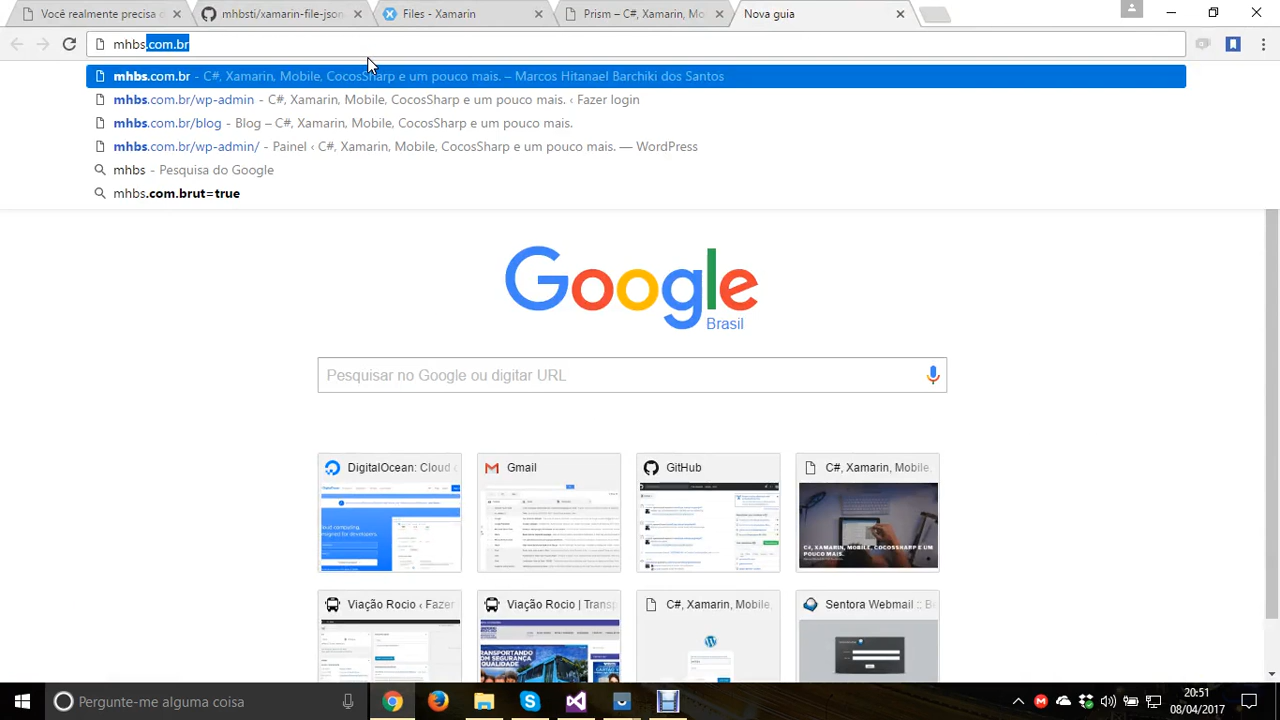 Você realmente precisa d
mhbsti/xamarin-file-json
Files - Xamarin
Prism – C#, Xamarin, Mo
Nova guia
mhbs.com.br
mhbs.com.br - C#, Xamarin, Mobile, CocosSharp e um pouco mais. – Marcos Hitanael Barchiki dos Santos
mhbs.com.br/wp-admin - C#, Xamarin, Mobile, CocosSharp e um pouco mais. ‹ Fazer login
mhbs.com.br/blog - Blog – C#, Xamarin, Mobile, CocosSharp e um pouco mais.
mhbs.com.br/wp-admin/ - Painel ‹ C#, Xamarin, Mobile, CocosSharp e um pouco mais. — WordPress
mhbs - Pesquisa do Google
mhbs.com.brut=true
Google
Brasil
Pesquisar no Google ou digitar URL
DigitalOcean: Cloud
Gmail
GitHub
C#, Xamarin, Mobile,
C#, XAMARIN, MOBILE, COCOSSHARP E UM
POUCO MAIS.
Viação Rocio ‹ Fazer
Viação Rocio | Transp
C#, Xamarin, Mobile,
Sentora Webmail :: B
TRANSPORTANDO
COM SEGURANÇA
QUALIDADE
Pergunte-me alguma coisa
20:51
08/04/2017